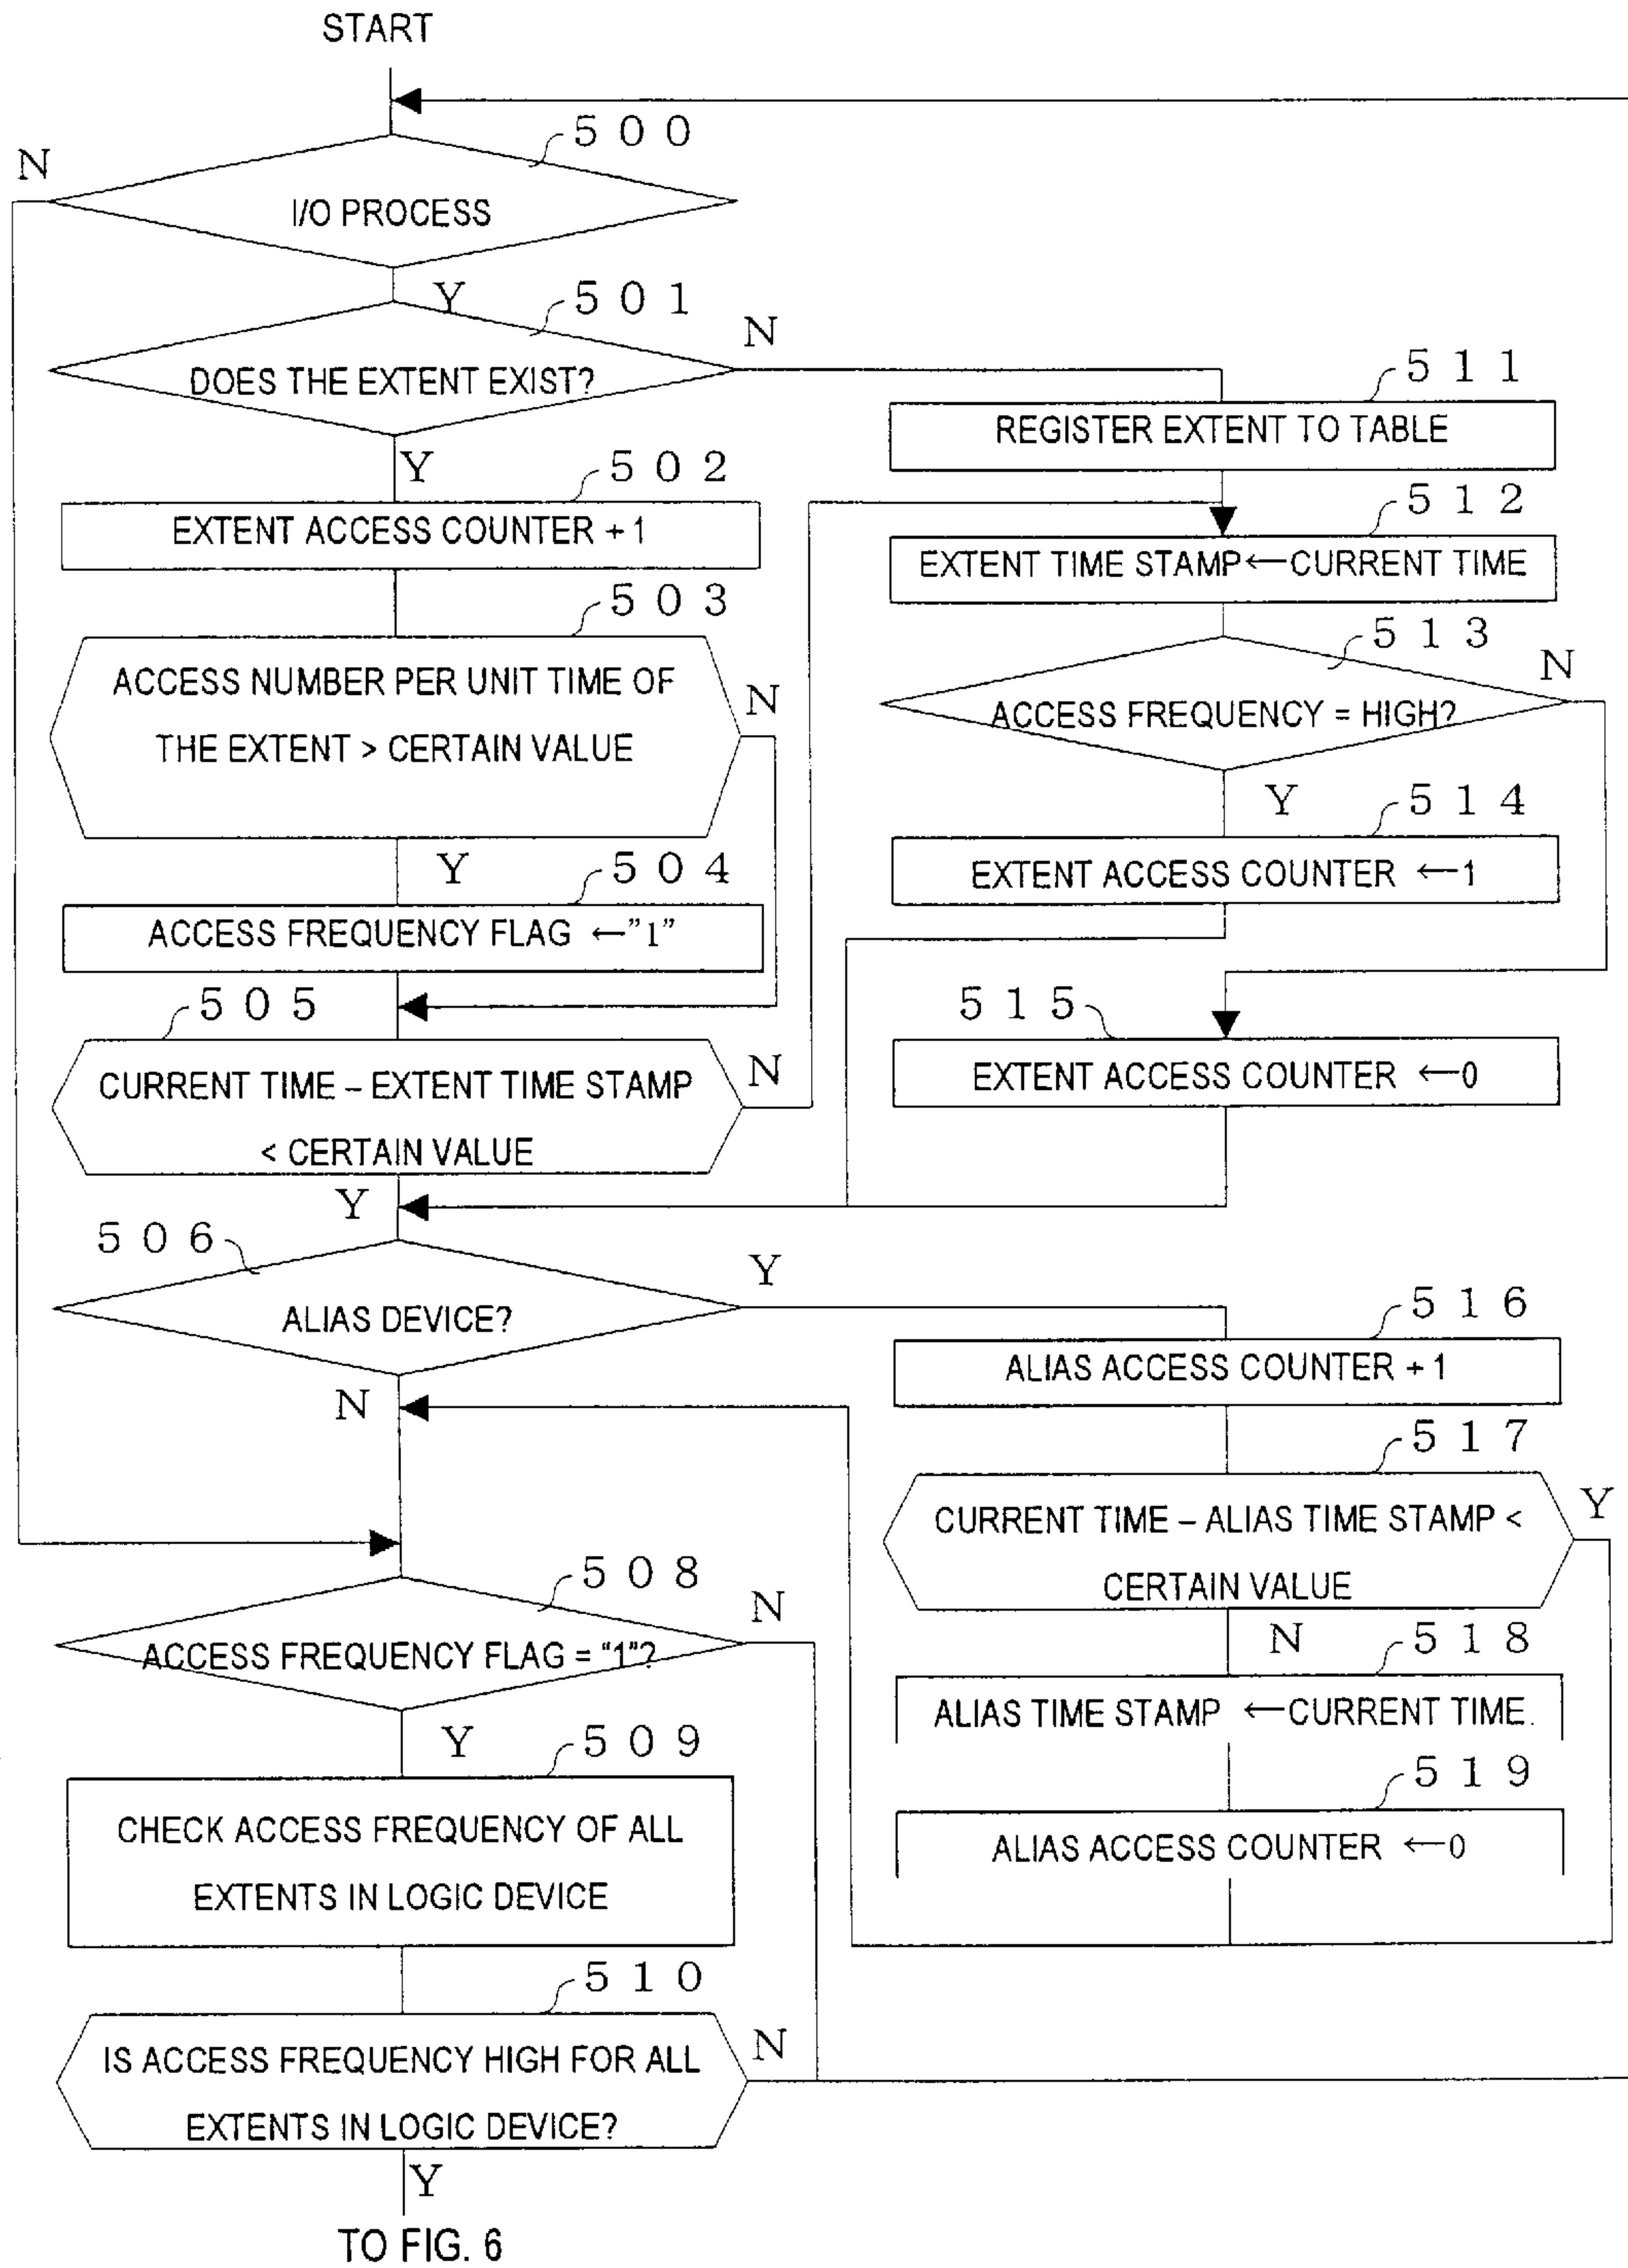 START
500
N
I/O PROCESS
Y
501
N
DOES THE EXTENT EXIST?
511
REGISTER EXTENT TO TABLE
Y
502
EXTENT ACCESS COUNTER + 1
512
EXTENT TIME STAMP←CURRENT TIME
503
ACCESS NUMBER PER UNIT TIME OF
THE EXTENT > CERTAIN VALUE
N
513
N
ACCESS FREQUENCY = HIGH?
Y
514
EXTENT ACCESS COUNTER ←1
Y
504
ACCESS FREQUENCY FLAG ←"1"
505
CURRENT TIME – EXTENT TIME STAMP
< CERTAIN VALUE
N
515
EXTENT ACCESS COUNTER ←0
Y
506
Y
ALIAS DEVICE?
516
ALIAS ACCESS COUNTER + 1
N
517
CURRENT TIME – ALIAS TIME STAMP <
CERTAIN VALUE
Y
508
N
ACCESS FREQUENCY FLAG = "1"?
N
518
ALIAS TIME STAMP ←CURRENT TIME.
Y
509
CHECK ACCESS FREQUENCY OF ALL
EXTENTS IN LOGIC DEVICE
519
ALIAS ACCESS COUNTER ←0
510
IS ACCESS FREQUENCY HIGH FOR ALL
EXTENTS IN LOGIC DEVICE?
N
Y
TO FIG. 6